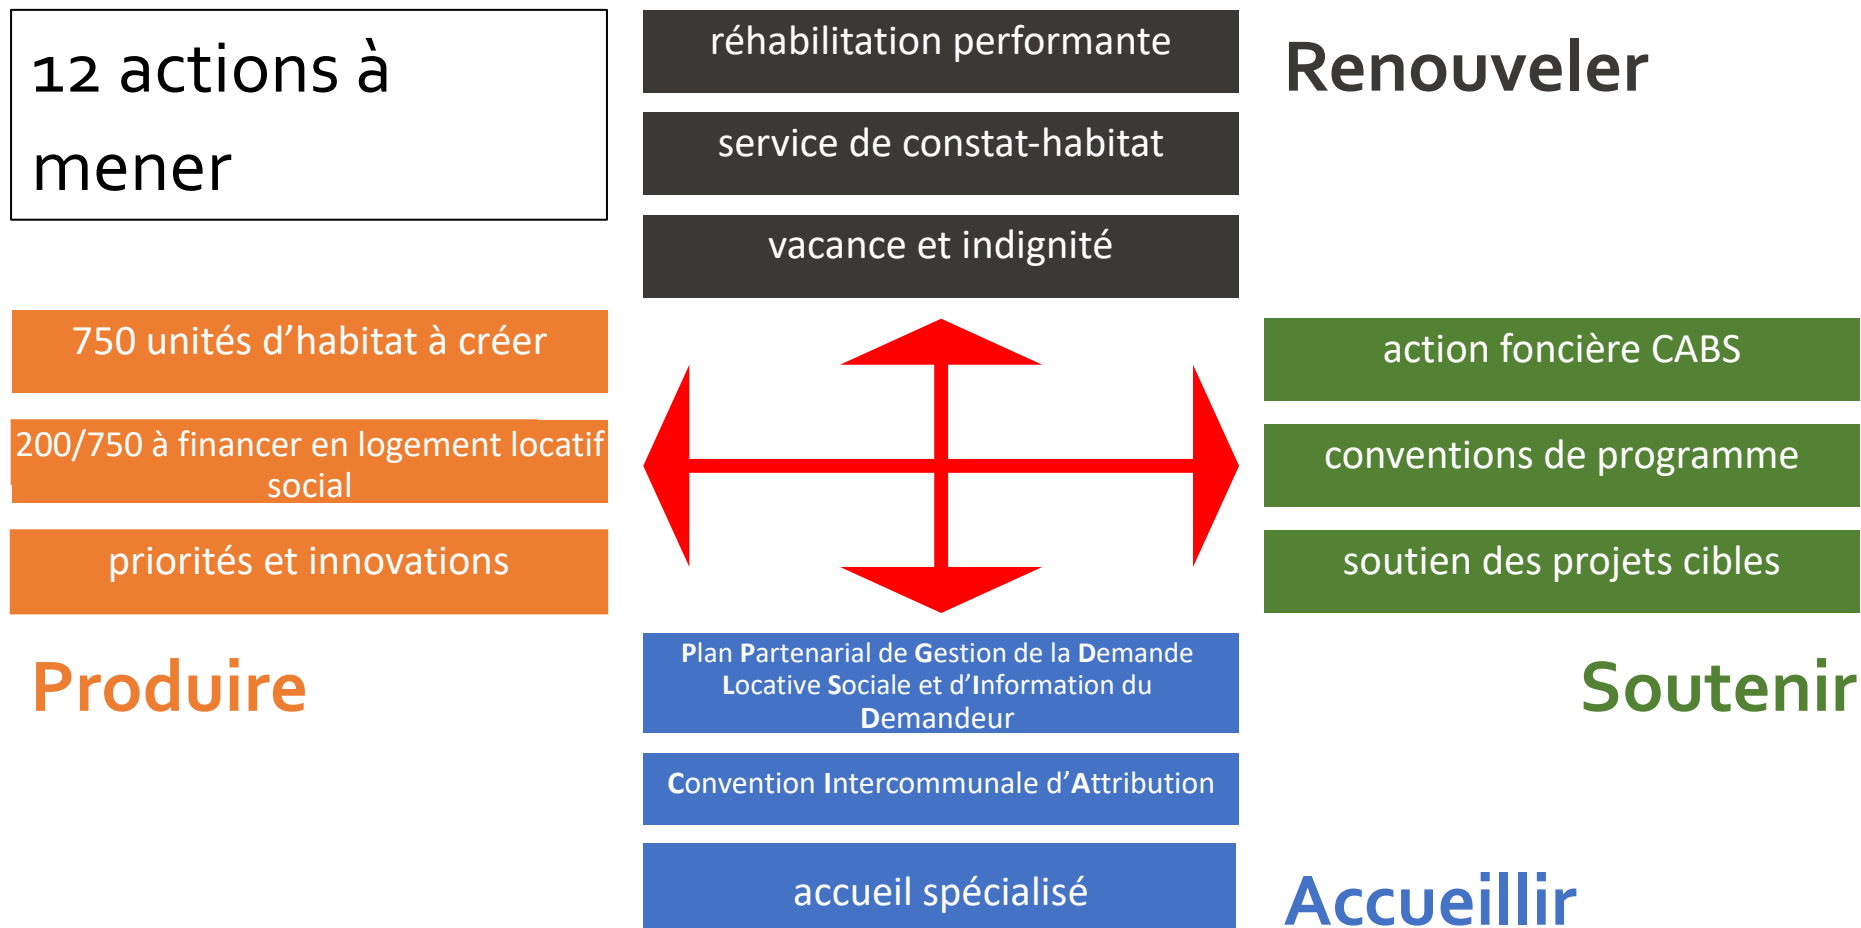 12 actions à
mener
réhabilitation performante
service de constat-habitat
vacance et indignité
Renouveler
750 unités d’habitat à créer
200/750 à financer en logement locatif
social
priorités et innovations
Produire
action foncière CABS
conventions de programme
soutien des projets cibles
Soutenir
Plan Partenarial de Gestion de la Demande
Locative Sociale et d’Information du
Demandeur
Convention Intercommunale d’Attribution
accueil spécialisé
Accueillir